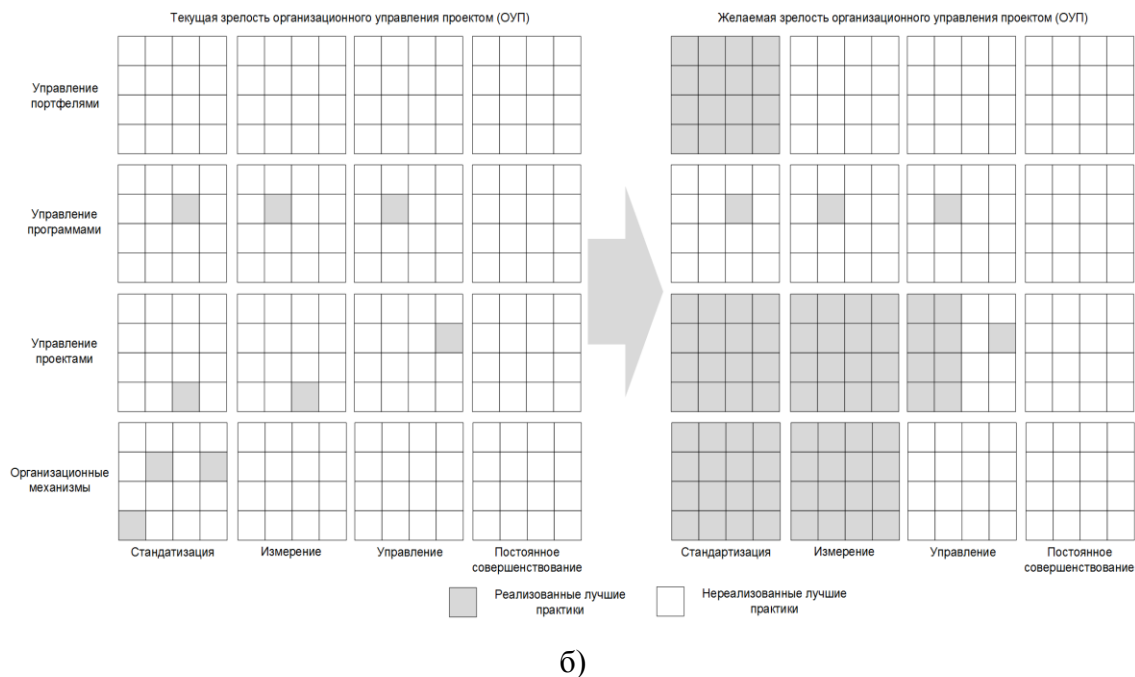 Текущая зрелость организационного управления проектом (ОУП)
Желаемая зрелость организационного управления проектом (ОУП)
Управление
портфелями
Управление
программами
Управление
проектами
Организационные
механизмы
Стандатизация
Измерение
Управление
Постоянное
совершенствование
Стандартизация
Измерение
Управление
Постоянное
совершенствование
Реализованные лучшие
практики
Нереализованные лучшие
практики
б)